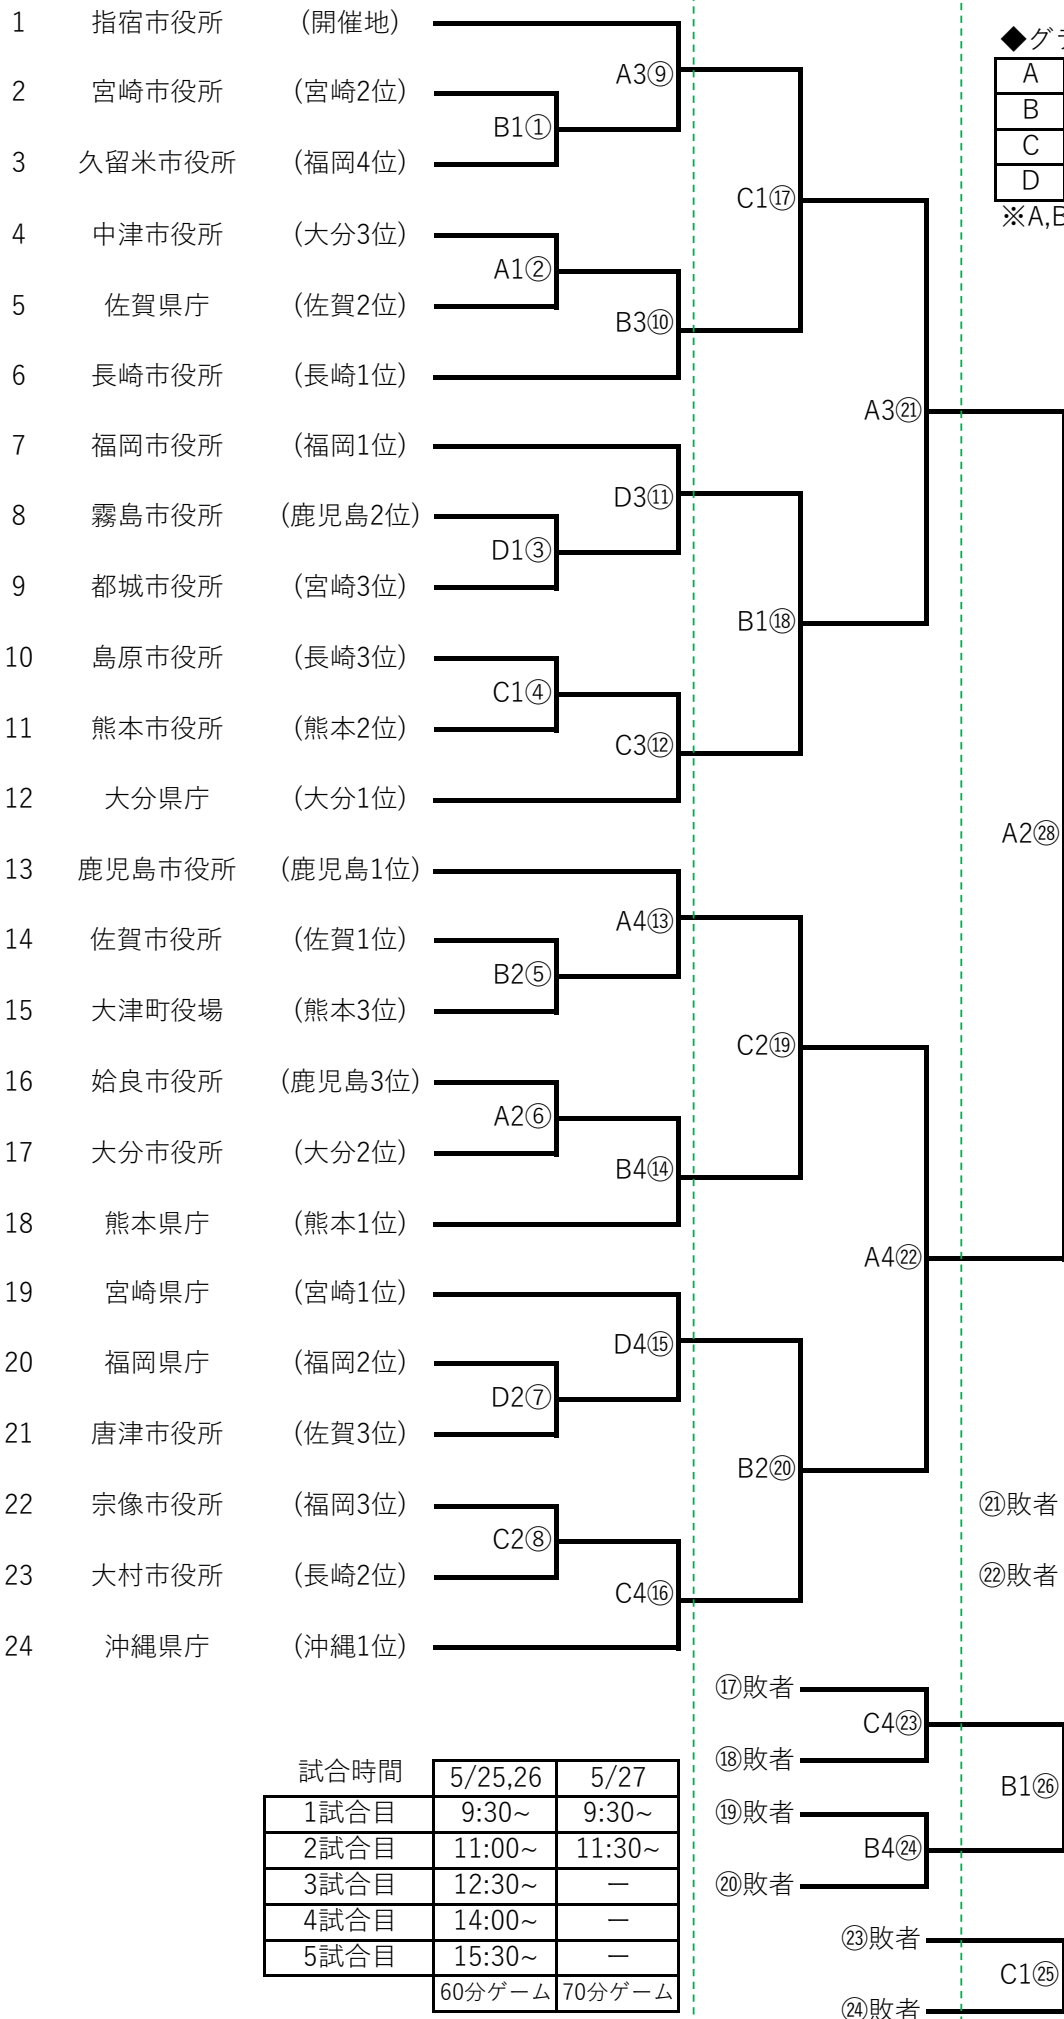 1 指宿市役所 (開催地)
◆グラ
A3⑨
A
2 宮崎市役所 (宮崎2位)
B
B1①
C
3 久留米市役所 (福岡4位)
D
C1⑰
※A,B
4 中津市役所 (大分3位)
A1②
5 佐賀県庁 (佐賀2位)
B3⑩
6 長崎市役所 (長崎1位)
A3㉑
7 福岡市役所 (福岡1位)
D3⑪
8 霧島市役所 (鹿児島2位)
D1③
9 都城市役所 (宮崎3位)
B1⑱
10 島原市役所 (長崎3位)
C1④
11 熊本市役所 (熊本2位)
C3⑫
12 大分県庁 (大分1位)
A2㉘
13 鹿児島市役所 (鹿児島1位)
A4⑬
14 佐賀市役所 (佐賀1位)
B2⑤
15 大津町役場 (熊本3位)
C2⑲
16 姶良市役所 (鹿児島3位)
A2⑥
17 大分市役所 (大分2位)
B4⑭
18 熊本県庁 (熊本1位)
A4㉒
19 宮崎県庁 (宮崎1位)
D4⑮
20 福岡県庁 (福岡2位)
D2⑦
21 唐津市役所 (佐賀3位)
B2⑳
22 宗像市役所 (福岡3位)
㉑敗者
C2⑧
23 大村市役所 (長崎2位)
㉒敗者
C4⑯
24 沖縄県庁 (沖縄1位)
⑰敗者
C4㉓
⑱敗者
B1㉖
⑲敗者
B4㉔
⑳敗者
㉓敗者
C1㉕
㉔敗者
試合時間 5/25,26 5/27
1試合目 9:30~ 9:30~
2試合目 11:00~ 11:30~
3試合目 12:30~ ー
4試合目 14:00~ ー
5試合目 15:30~ ー
60分ゲーム 70分ゲーム